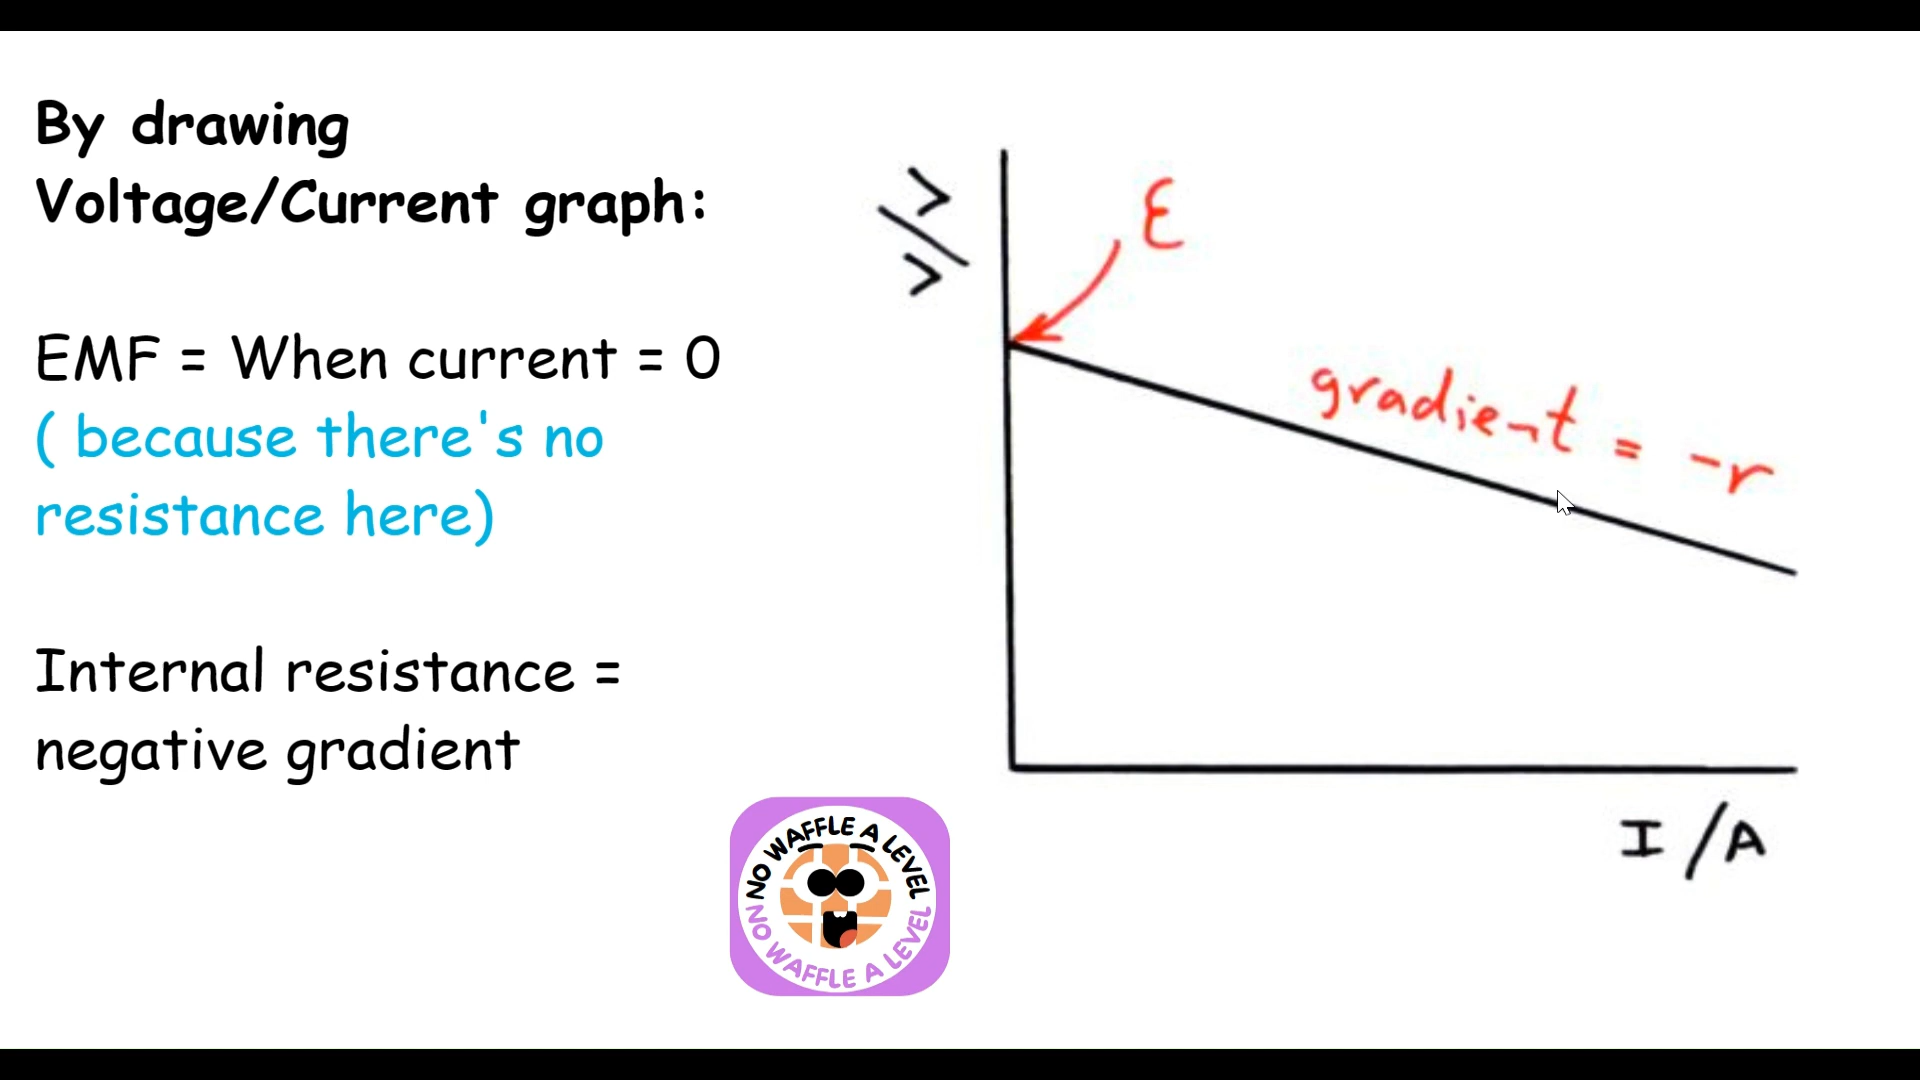 By drawing
Voltage/Current graph:
EMF = When current = 0
( because there's no
resistance here)
Internal resistance =
negative gradient
V/V
ε
gradient = -r
I/A
NO WAFFLE A LEVEL
NO WAFFLE A LEVEL